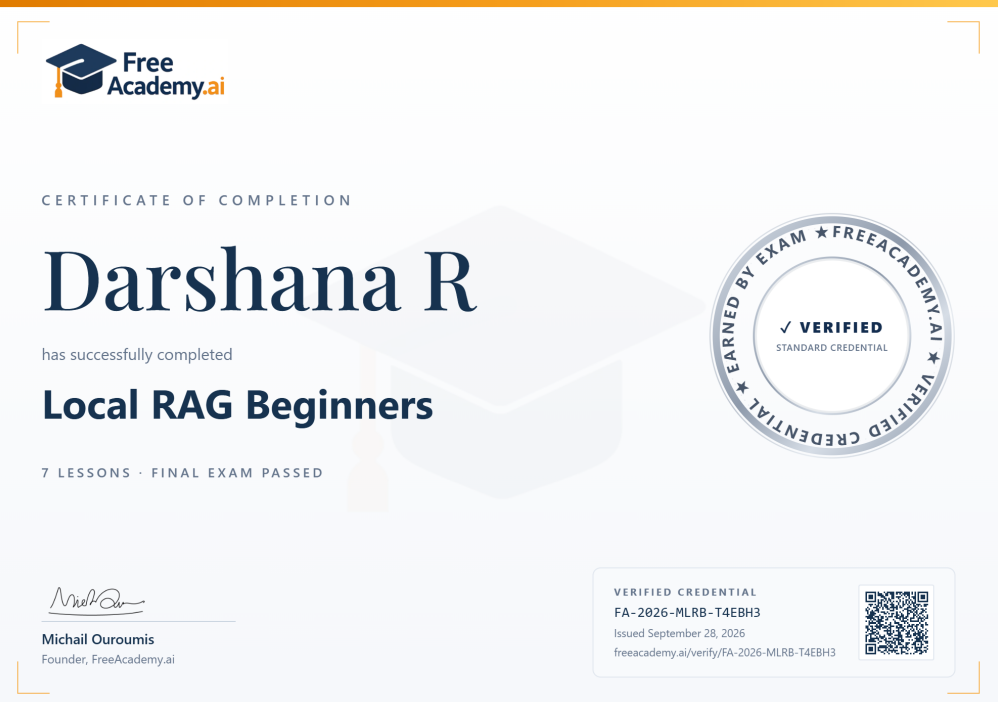 Free
Academy.ai
CERTIFICATE OF COMPLETION
Darshana R
has successfully completed
Local RAG Beginners
7 LESSONS · FINAL EXAM PASSED
★ EARNED BY EXAM ★ FREEACADEMY.AI ★ VERIFIED CREDENTIAL
✓ VERIFIED
STANDARD CREDENTIAL
Michail Ouroumis
Founder, FreeAcademy.ai
VERIFIED CREDENTIAL
FA-2026-MLRB-T4EBH3
Issued September 28, 2026
freeacademy.ai/verify/FA-2026-MLRB-T4EBH3